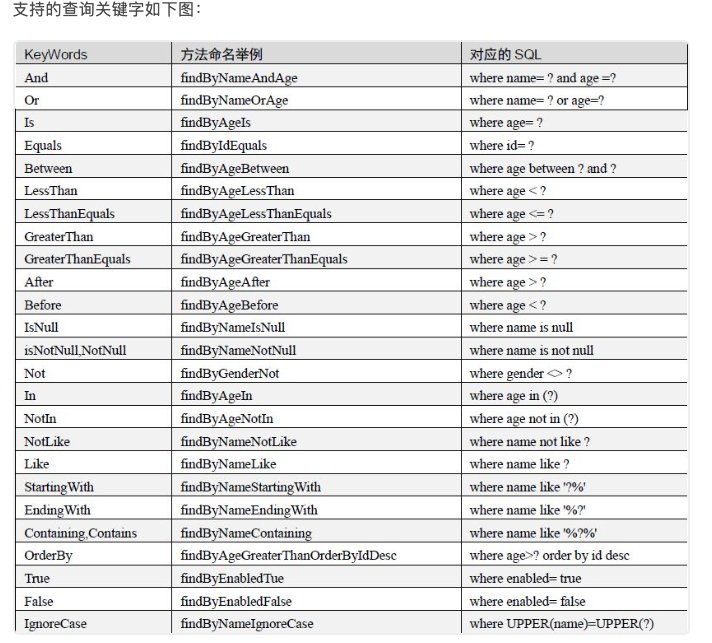 支持的查询关键字如下图：
KeyWords 方法命名举例 对应的 SQL
And findByNameAndAge where name= ? and age =?
Or findByNameOrAge where name= ? or age=?
Is findByAgeIs where age= ?
Equals findByIdEquals where id= ?
Between findByAgeBetween where age between ? and ?
LessThan findByAgeLessThan where age < ?
LessThanEquals findByAgeLessThanEquals where age <= ?
GreaterThan findByAgeGreaterThan where age > ?
GreaterThanEquals findByAgeGreaterThanEquals where age > = ?
After findByAgeAfter where age > ?
Before findByAgeBefore where age < ?
IsNull findByNameIsNull where name is null
isNotNull,NotNull findByNameNotNull where name is not null
Not findByGenderNot where gender <> ?
In findByAgeIn where age in (?)
NotIn findByAgeNotIn where age not in (?)
NotLike findByNameNotLike where name not like ?
Like findByNameLike where name like ?
StartingWith findByNameStartingWith where name like '?%'
EndingWith findByNameEndingWith where name like '%?'
Containing,Contains findByNameContaining where name like '%?%'
OrderBy findByAgeGreaterThanOrderByIdDesc where age>? order by id desc
True findByEnabledTue where enabled= true
False findByEnabledFalse where enabled= false
IgnoreCase findByNameIgnoreCase where UPPER(name)=UPPER(?)